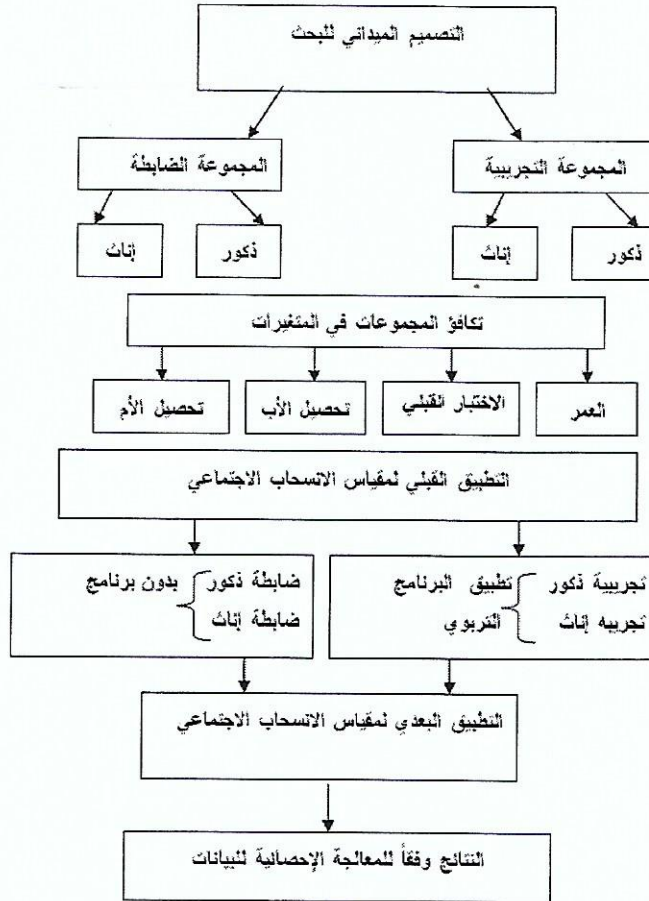 التصميم الميداني للبحث
المجموعة التجريبية
المجموعة الضابطة
ذكور
إناث
ذكور
إناث
تكافؤ المجموعات في المتغيرات
العمر
الاختبار القبلي
تحصيل الأب
تحصيل الأم
التطبيق القبلي لمقياس الانسحاب الاجتماعي
تجريبية ذكور
تجريبيه إناث
تطبيق البرنامج
التربوي
ضابطة ذكور
ضابطة إناث
بدون برنامج
التطبيق البعدي لمقياس الانسحاب الاجتماعي
النتائج وفقاً للمعالجة الإحصائية للبيانات